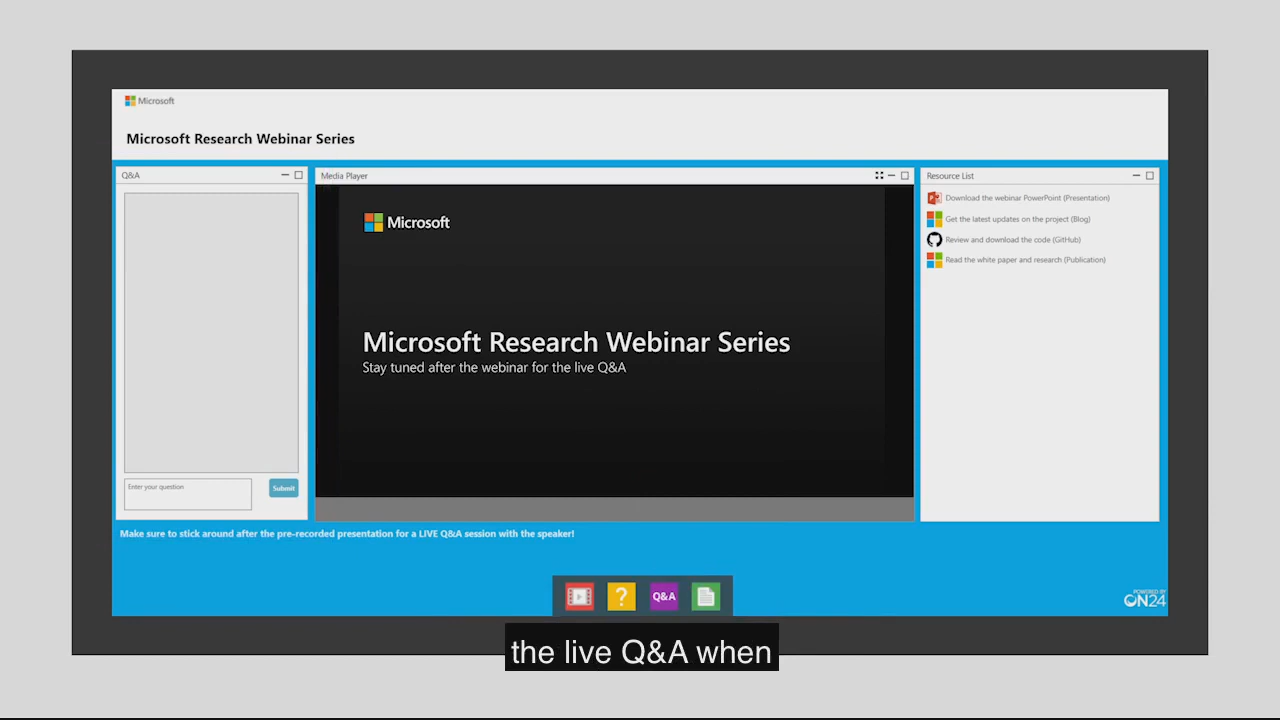 Microsoft
Microsoft Research Webinar Series
Q&A
Enter your question
Submit
Media Player
Microsoft
Microsoft Research Webinar Series
Stay tuned after the webinar for the live Q&A
Resource List
Download the webinar PowerPoint (Presentation)
Get the latest updates on the project (Blog)
Review and download the code (GitHub)
Read the white paper and research (Publication)
Make sure to stick around after the pre-recorded presentation for a LIVE Q&A session with the speaker!
?
Q&A
POWERED BY
ON24
the live Q&A when